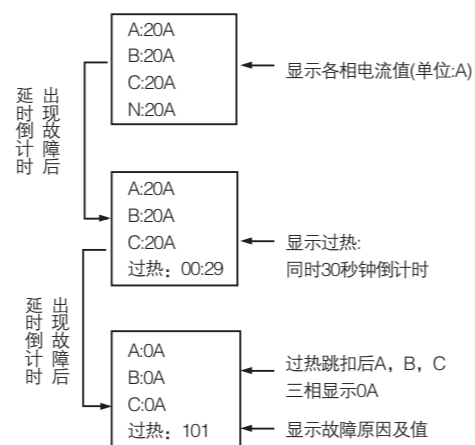 A:20A
B:20A
C:20A
N:20A
显示各相电流值(单位:A)
出现故障后
延时倒计时
A:20A
B:20A
C:20A
过热：00:29
显示过热:
同时30秒钟倒计时
出现故障后
延时倒计时
A:0A
B:0A
C:0A
过热：101
过热跳扣后A，B，C
三相显示0A
显示故障原因及值